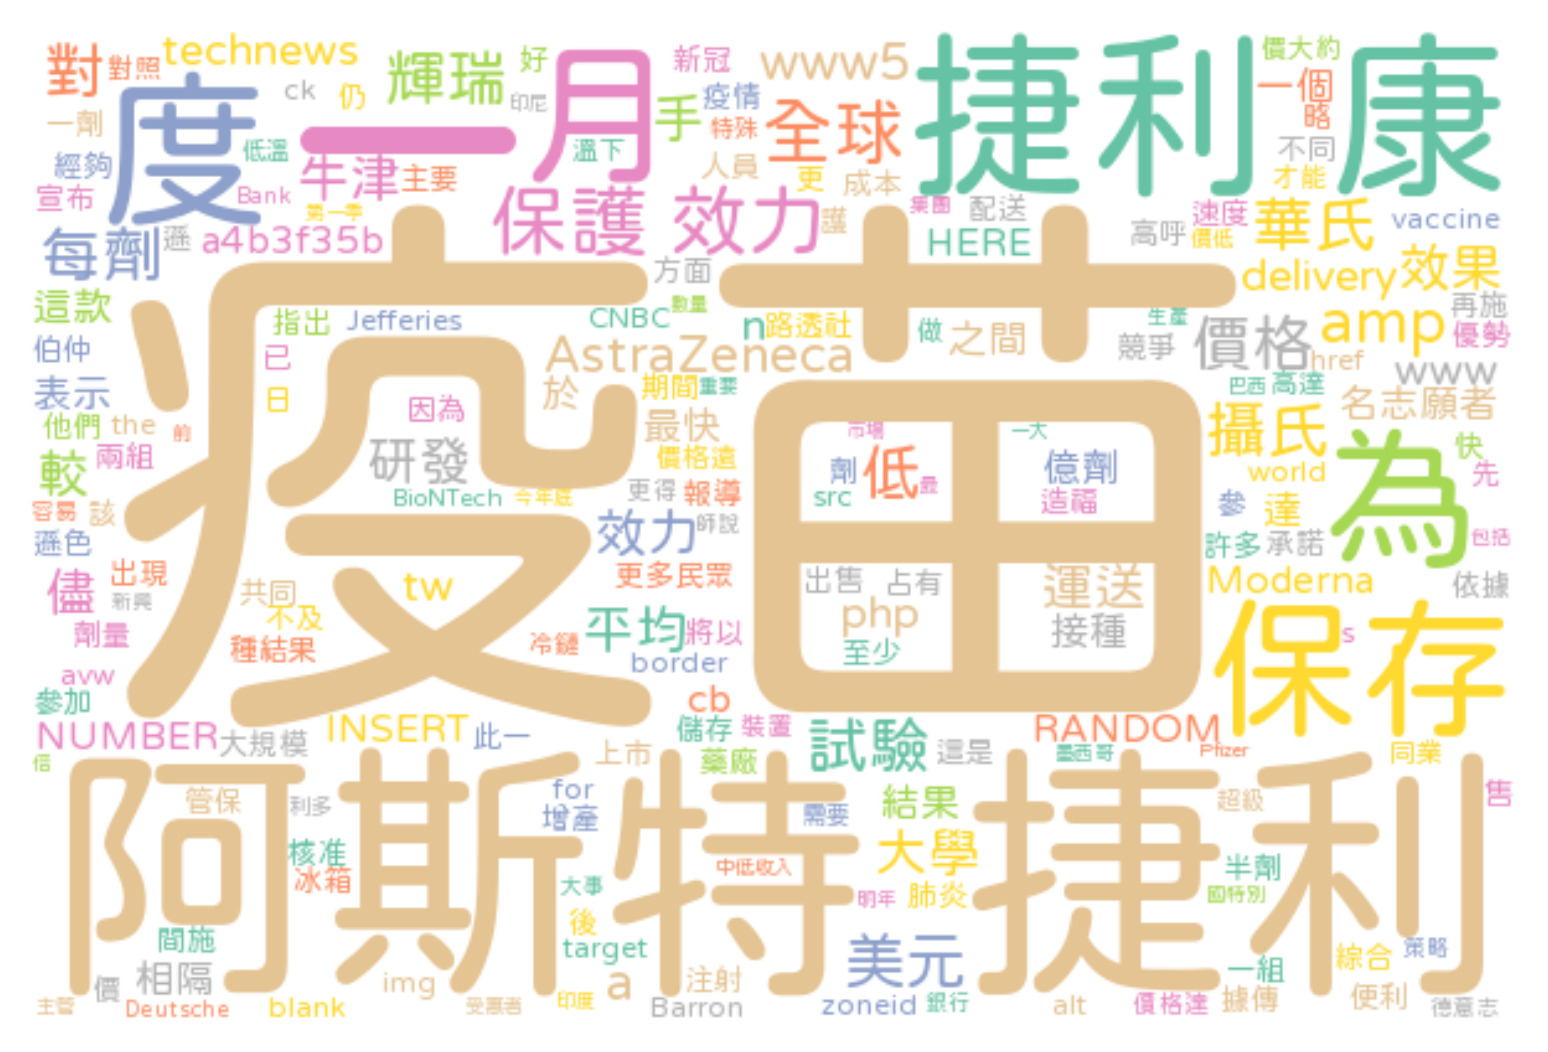 對 對照 technews
ck 仍 輝瑞 好 印尼
一月
新冠 www5
捷利康
價大約
手 疫情 特殊 全球
一個 略
度
一劑 經夠 低溫
溫下 人員 更 成本
不同 才能
宣布 Bank 牛津 主要 第一季
保護 效力 護
集團 配送 HERE
高呼 速度 價低 華氏 vaccine
每劑 遜 a4b3f35b
方面
delivery 效果
疫苗
這款 指出 Jefferies
CNBC 數量 n 路透社
做 之間 生產 競爭 價格 amp 再施 優勢
伯仲 已 AstraZeneca
href www
表示 日 因為 於 期間 重要
巴西 高達 名志願者
他們 the 前 最快
市場 一大
攝氏 為 快
較 兩組 研發 價格遠
劑 低 最 億劑
world 先
容易 該 BioNTech 今年底 更得 報導
src 造福
參 達
遜色 效力 師說
許多 承諾 包括
儘 出現 新興 共同 tw 更多民眾
出售 占有 運送
Moderna 依據
劑量 不及 種結果 冷鏈 平均 將以
php 至少 接種
保存 s
avw border
參加 cb
NUMBER 大規模 INSERT 此一 儲存 裝置
試驗 這是 RANDOM
墨西哥 Pfizer 同業
信 上市 藥廠
阿斯特捷利
管保 利多 for 增產
需要 結果 超級 售
核准 冰箱 大事
中低收入 大學 半劑
後 明年 肺炎 國特別
間施 target
美元 一組 綜合 策略
價 相隔 img a 注射
主管 Deutsche blank 受惠者 印度 Barron
zoneid 銀行 alt 價格達 據傳 便利 德意志